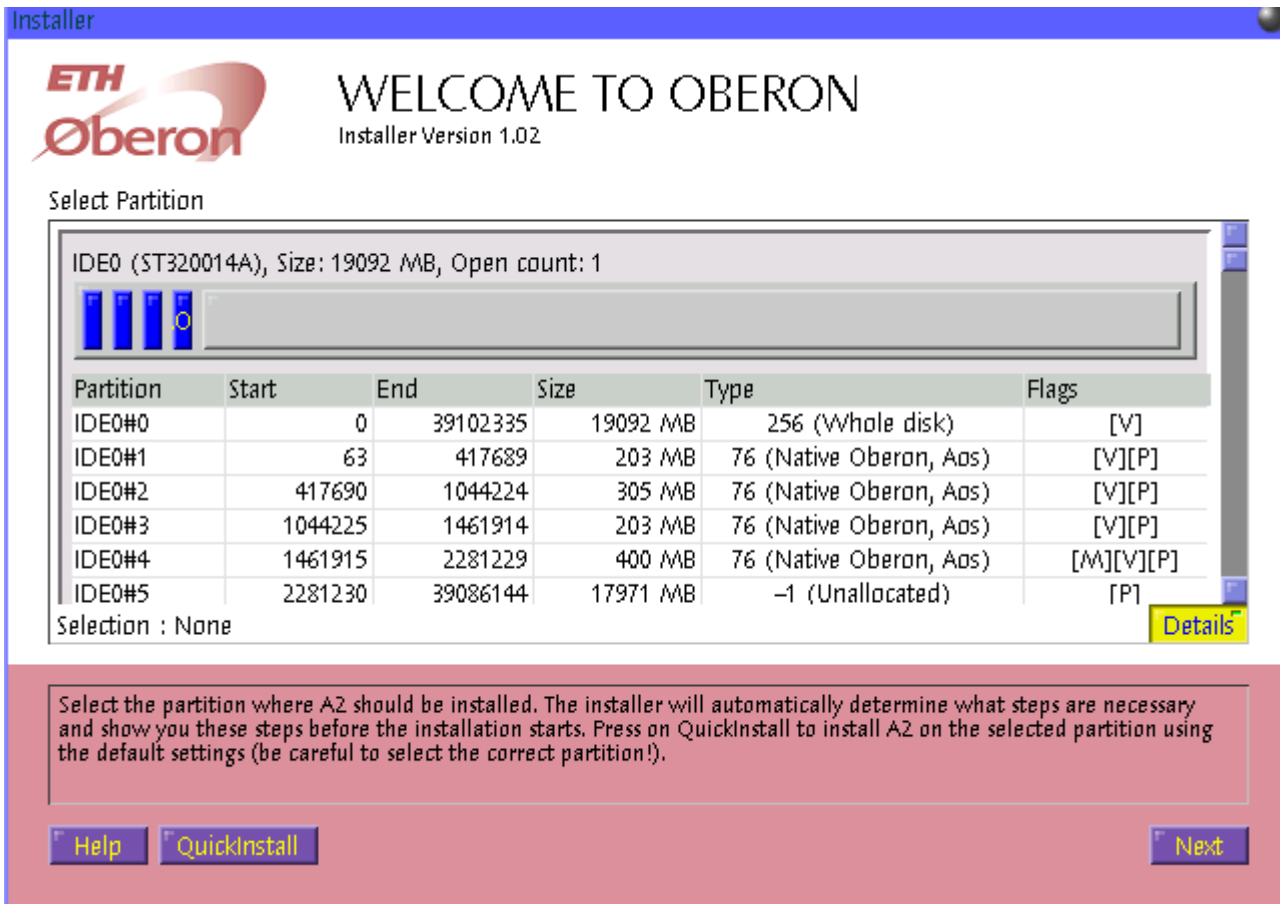 Installer
ETH
Oberon
WELCOME TO OBERON
Installer Version 1.02
Select Partition
IDE0 (ST320014A), Size: 19092 MB, Open count: 1
O
Partition Start End Size Type Flags
IDE0#0 0 39102335 19092 MB 256 (Whole disk) [V]
IDE0#1 63 417689 203 MB 76 (Native Oberon, Aos) [V][P]
IDE0#2 417690 1044224 305 MB 76 (Native Oberon, Aos) [V][P]
IDE0#3 1044225 1461914 203 MB 76 (Native Oberon, Aos) [V][P]
IDE0#4 1461915 2281229 400 MB 76 (Native Oberon, Aos) [M][V][P]
IDE0#5 2281230 39086144 17971 MB –1 (Unallocated) [P]
Selection : None
Details
Select the partition where A2 should be installed. The installer will automatically determine what steps are necessary
and show you these steps before the installation starts. Press on QuickInstall to install A2 on the selected partition using
the default settings (be careful to select the correct partition!).
Help QuickInstall Next